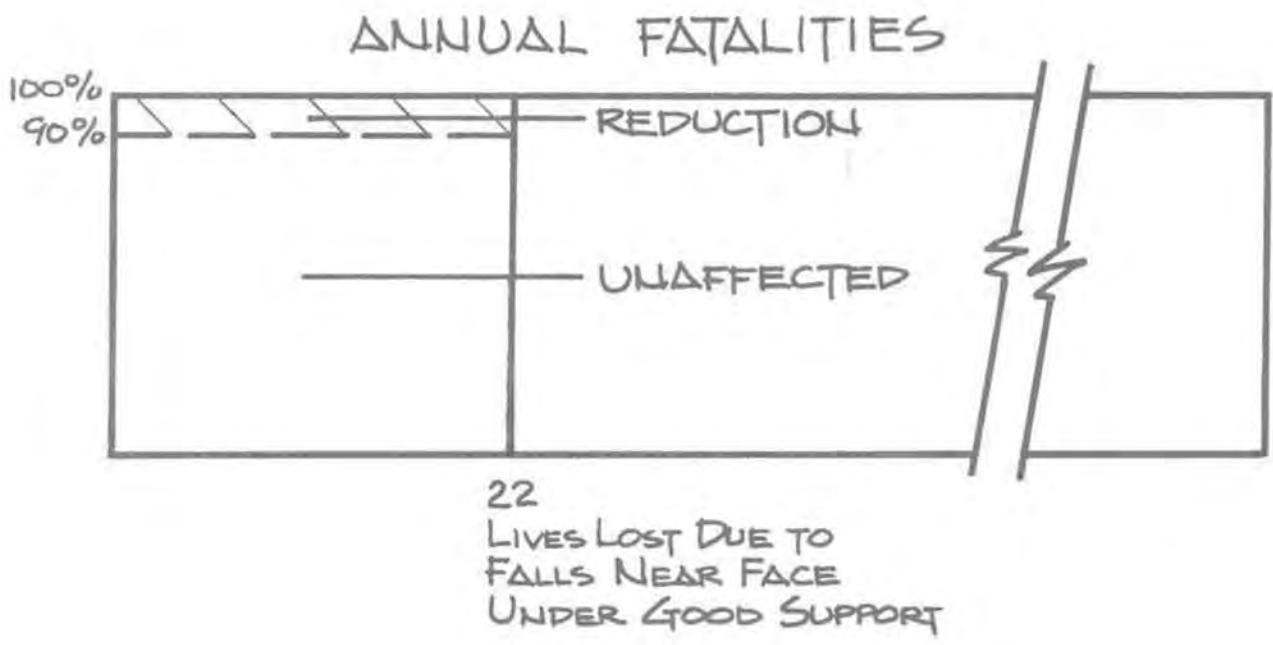 ANNUAL FATALITIES
100%
90%
REDUCTION
UNAFFECTED
22
LIVES LOST DUE TO
FALLS NEAR FACE
UNDER GOOD SUPPORT